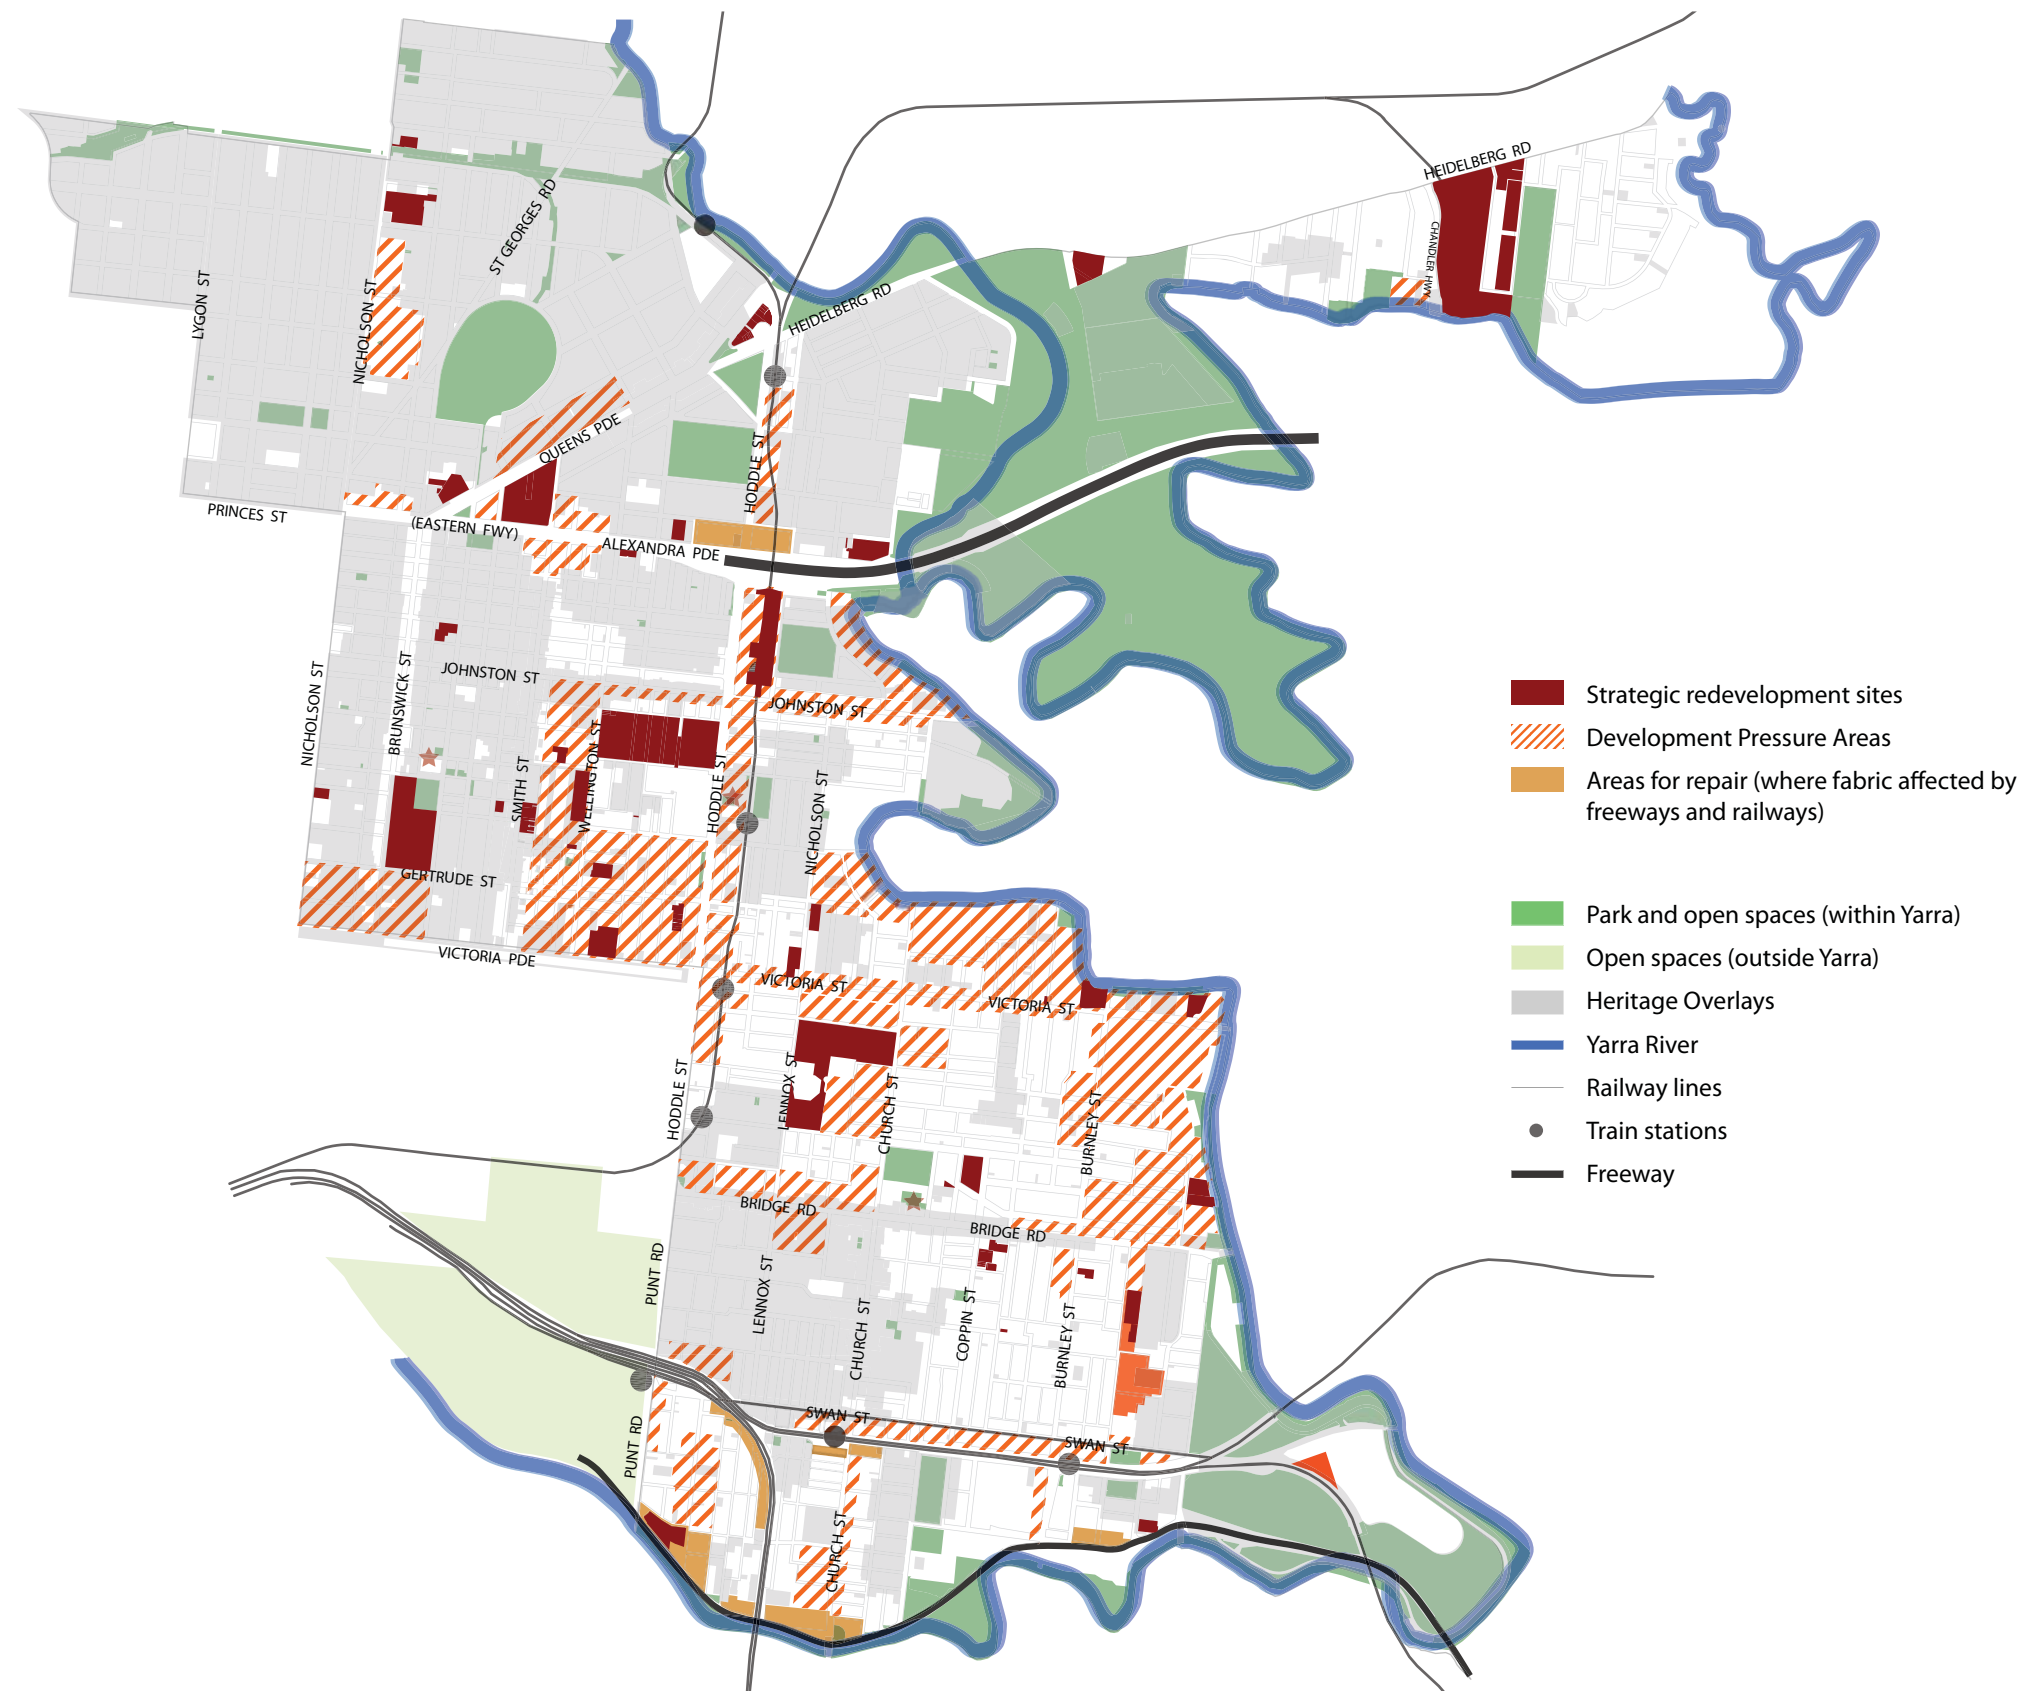 HEIDELBERG RD
CHANDLER HWY
ST GEORGES RD
LYGON ST
NICHOLSON ST
HEIDELBERG RD
QUEENS PDE
HODDLE ST
PRINCES ST
(EASTERN FWY)
ALEXANDRA PDE
NICHOLSON ST
BRUNSWICK ST
JOHNSTON ST
JOHNSTON ST
SMITH ST
WELLINGTON ST
HODDLE ST
NICHOLSON ST
GERTRUDE ST
VICTORIA PDE
VICTORIA ST
VICTORIA ST
HODDLE ST
LENNOX ST
CHURCH ST
BURNLEY ST
BRIDGE RD
BRIDGE RD
PUNT RD
LENNOX ST
CHURCH ST
COPPIN ST
BURNLEY ST
SWAN ST
SWAN ST
PUNT RD
CHURCH ST
Strategic redevelopment sites
Development Pressure Areas
Areas for repair (where fabric affected by
freeways and railways)
Park and open spaces (within Yarra)
Open spaces (outside Yarra)
Heritage Overlays
Yarra River
Railway lines
Train stations
Freeway